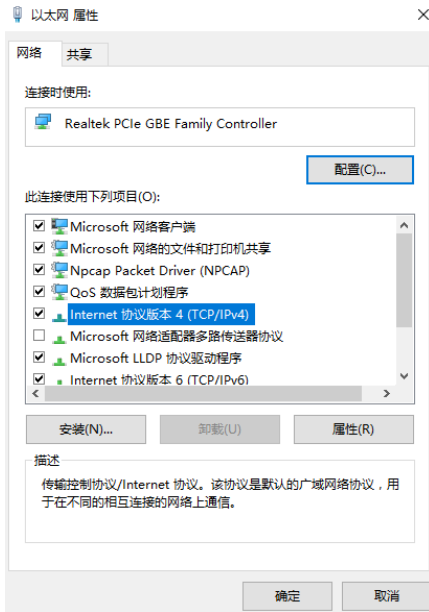 以太网 属性
网络
共享
连接时使用:
Realtek PCIe GBE Family Controller
配置(C)...
此连接使用下列项目(O):
Microsoft 网络客户端
Microsoft 网络的文件和打印机共享
Npcap Packet Driver (NPCAP)
QoS 数据包计划程序
Internet 协议版本 4 (TCP/IPv4)
Microsoft 网络适配器多路传送器协议
Microsoft LLDP 协议驱动程序
Internet 协议版本 6 (TCP/IPv6)
安装(N)...
卸载(U)
属性(R)
描述
传输控制协议/Internet 协议。该协议是默认的广域网络协议，用
于在不同的相互连接的网络上通信。
确定
取消